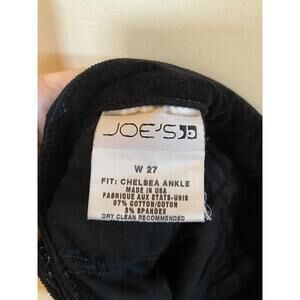 JOE'S
W 27
FIT: CHELSEA ANKLE
MADE IN USA
FABRIQUE AUX ETATS-UNIS
97% COTTON/COTON
3% SPANDEX
DRY CLEAN RECOMMENDED